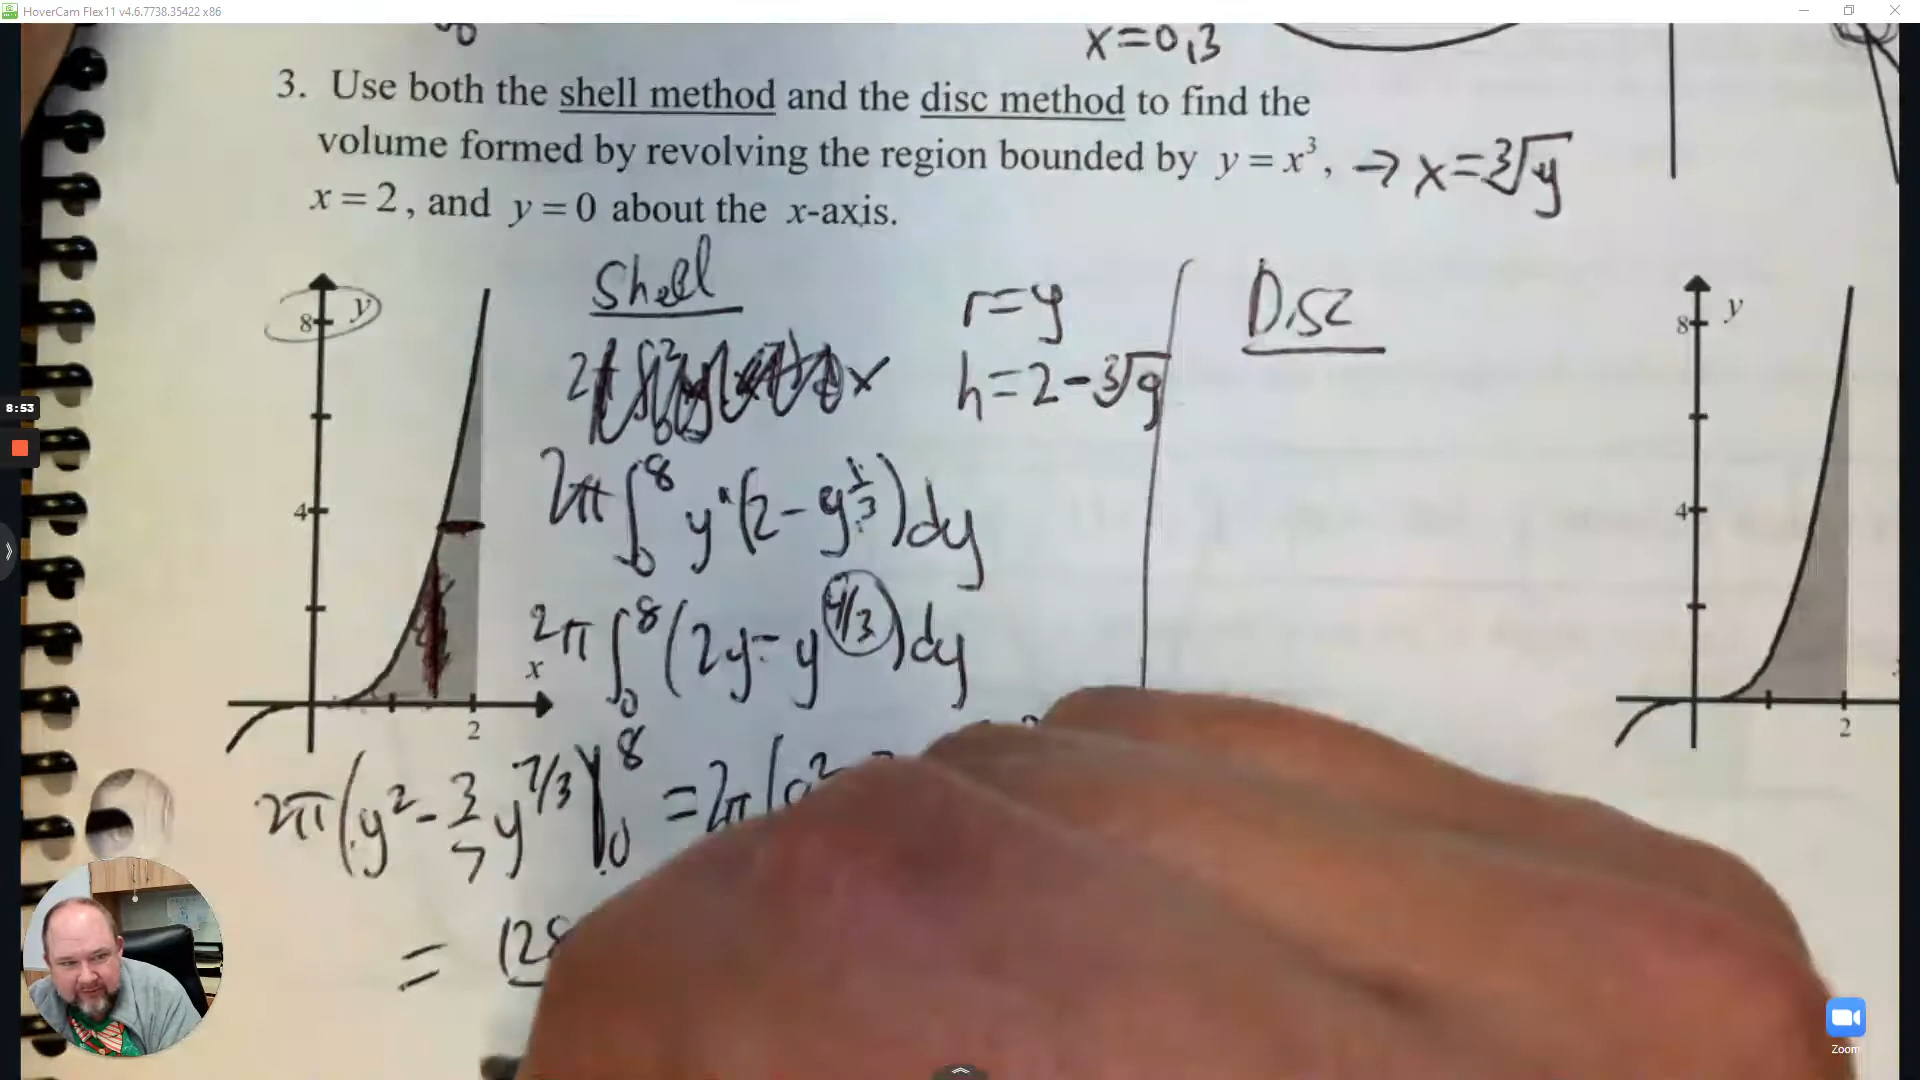 HoverCam Flex11 v4.6.7738.35422 x86
x=0,3
3. Use both the shell method and the disc method to find the
volume formed by revolving the region bounded by y = x³, → x=∛y
x = 2, and y = 0 about the x-axis.
Shell
r=y
h=2-∛y
Disc
2π∫₀⁸ y·(2-y^{1/3})dy
2π∫₀⁸ (2y-y^{4/3})dy
2π(y²-3/7 y^{7/3})|₀⁸ =2π(8²
= 128
8
y
4
x
2
8
y
4
2
8:53
Zoom